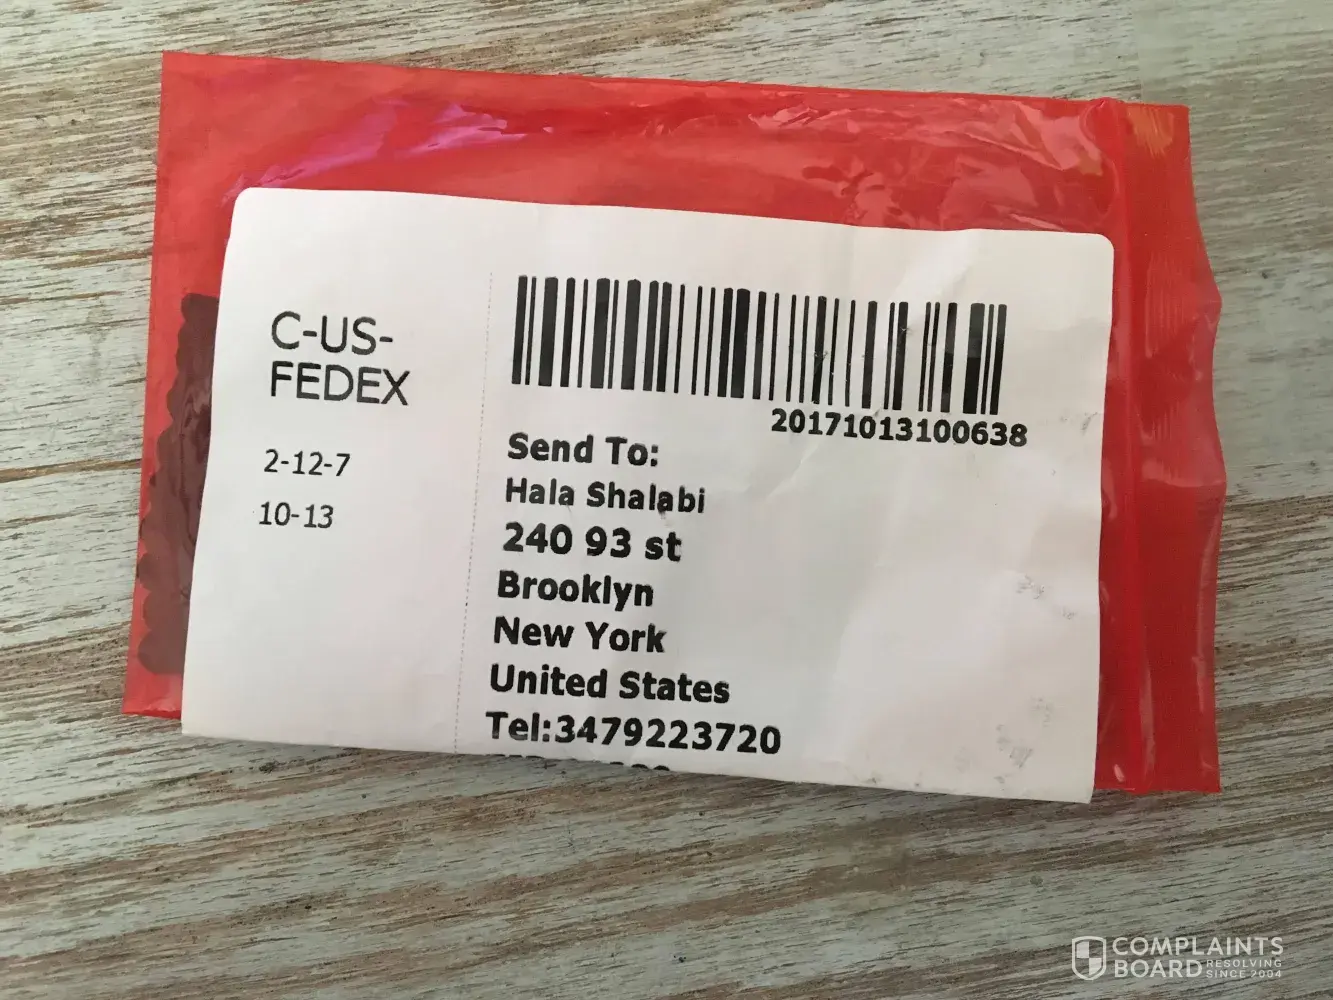 C-US-
FEDEX
2-12-7
10-13
20171013100638
Send To:
Hala Shalabi
240 93 st
Brooklyn
New York
United States
Tel:3479223720
COMPLAINTS
BOARD RESOLVING
SINCE 2004